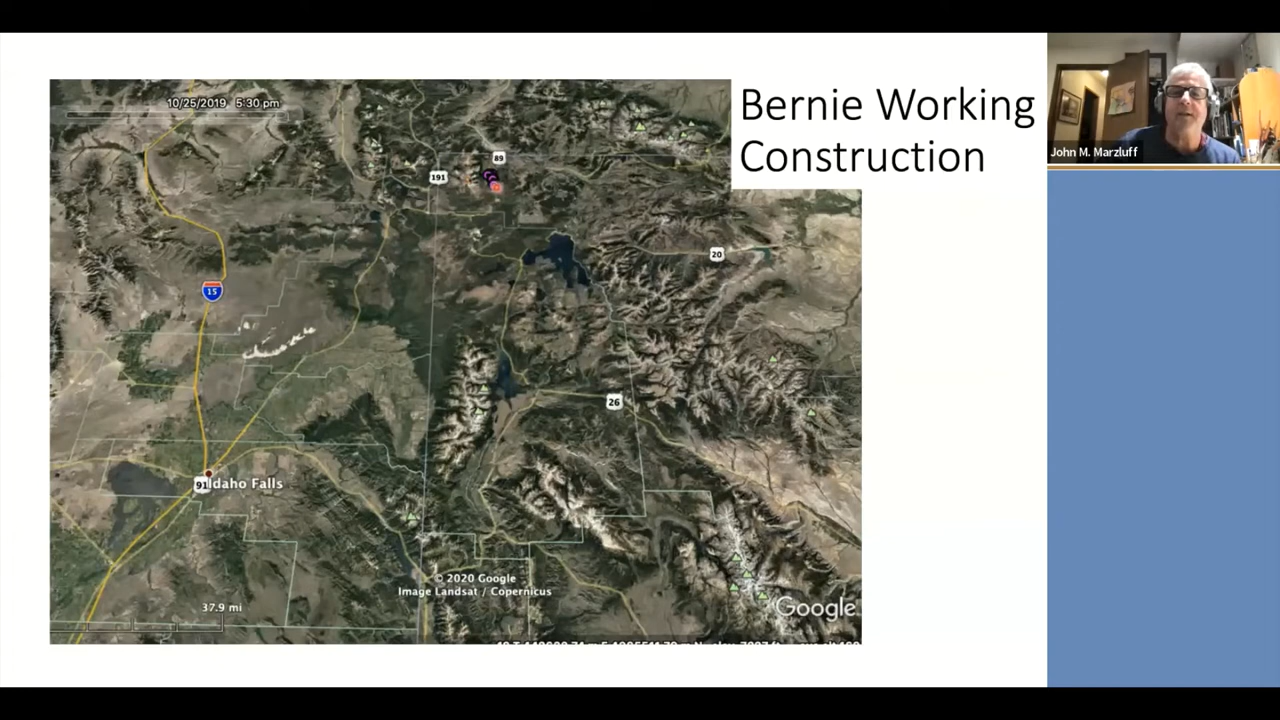 10/25/2019 5:30 pm
Bernie Working
Construction
John M. Marzluff
89
191
20
15
26
91
Idaho Falls
© 2020 Google
Image Landsat / Copernicus
37.9 mi
Google